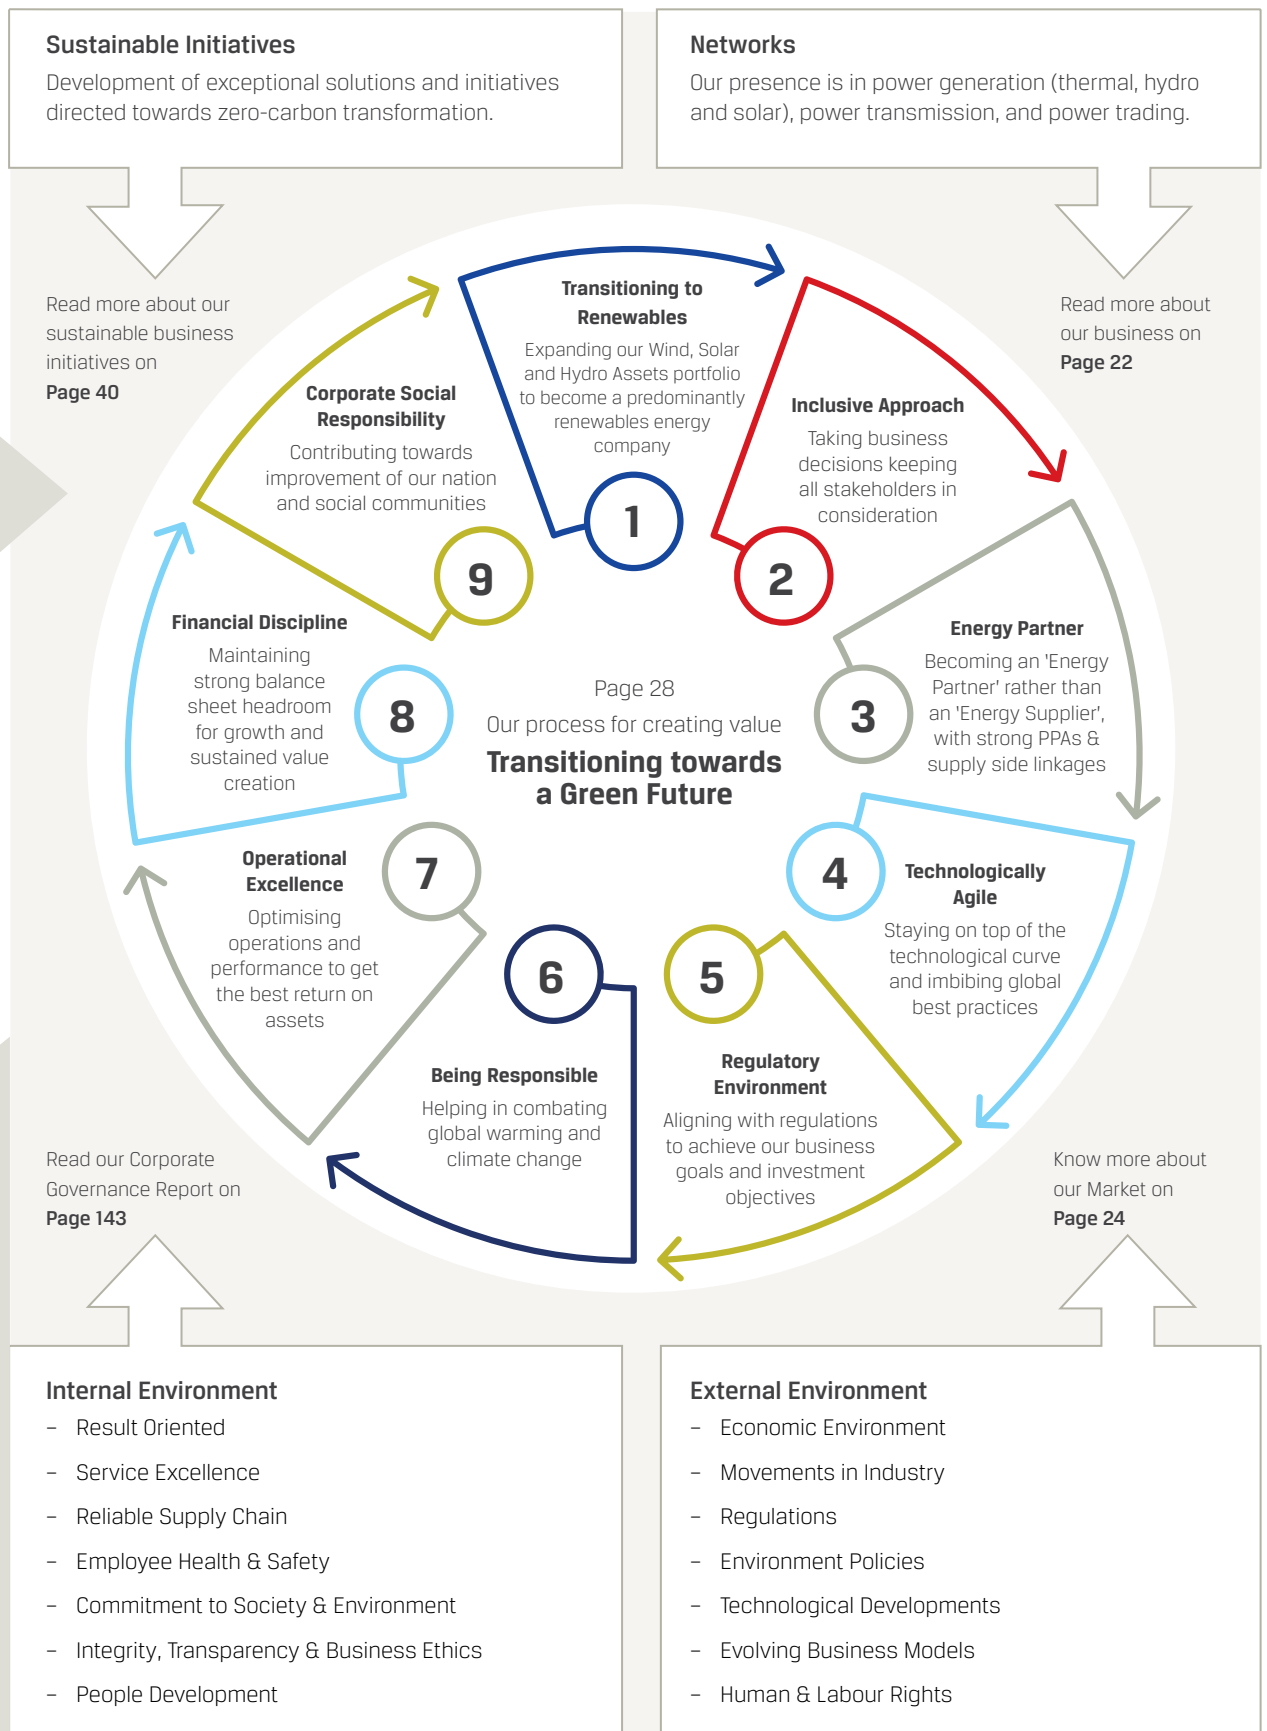 Sustainable Initiatives
Development of exceptional solutions and initiatives
directed towards zero-carbon transformation.
Networks
Our presence is in power generation (thermal, hydro
and solar), power transmission, and power trading.
Read more about our
sustainable business
initiatives on
Page 40
Read more about
our business on
Page 22
Transitioning to
Renewables
Expanding our Wind, Solar
and Hydro Assets portfolio
to become a predominantly
renewables energy
company
1
Inclusive Approach
Taking business
decisions keeping
all stakeholders in
consideration
2
Energy Partner
Becoming an 'Energy
Partner' rather than
an 'Energy Supplier',
with strong PPAs &
supply side linkages
3
Technologically
Agile
Staying on top of the
technological curve
and imbibing global
best practices
4
Regulatory
Environment
Aligning with regulations
to achieve our business
goals and investment
objectives
5
Being Responsible
Helping in combating
global warming and
climate change
6
Operational
Excellence
Optimising
operations and
performance to get
the best return on
assets
7
Financial Discipline
Maintaining
strong balance
sheet headroom
for growth and
sustained value
creation
8
Corporate Social
Responsibility
Contributing towards
improvement of our nation
and social communities
9
Page 28
Our process for creating value
Transitioning towards
a Green Future
Read our Corporate
Governance Report on
Page 143
Know more about
our Market on
Page 24
Internal Environment
– Result Oriented
– Service Excellence
– Reliable Supply Chain
– Employee Health & Safety
– Commitment to Society & Environment
– Integrity, Transparency & Business Ethics
– People Development
External Environment
– Economic Environment
– Movements in Industry
– Regulations
– Environment Policies
– Technological Developments
– Evolving Business Models
– Human & Labour Rights